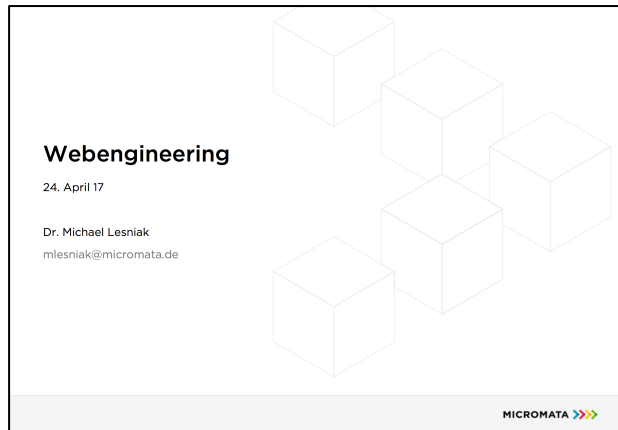 Webengineering
24. April 17
Dr. Michael Lesniak
mlesniak@micromata.de
MICROMATA